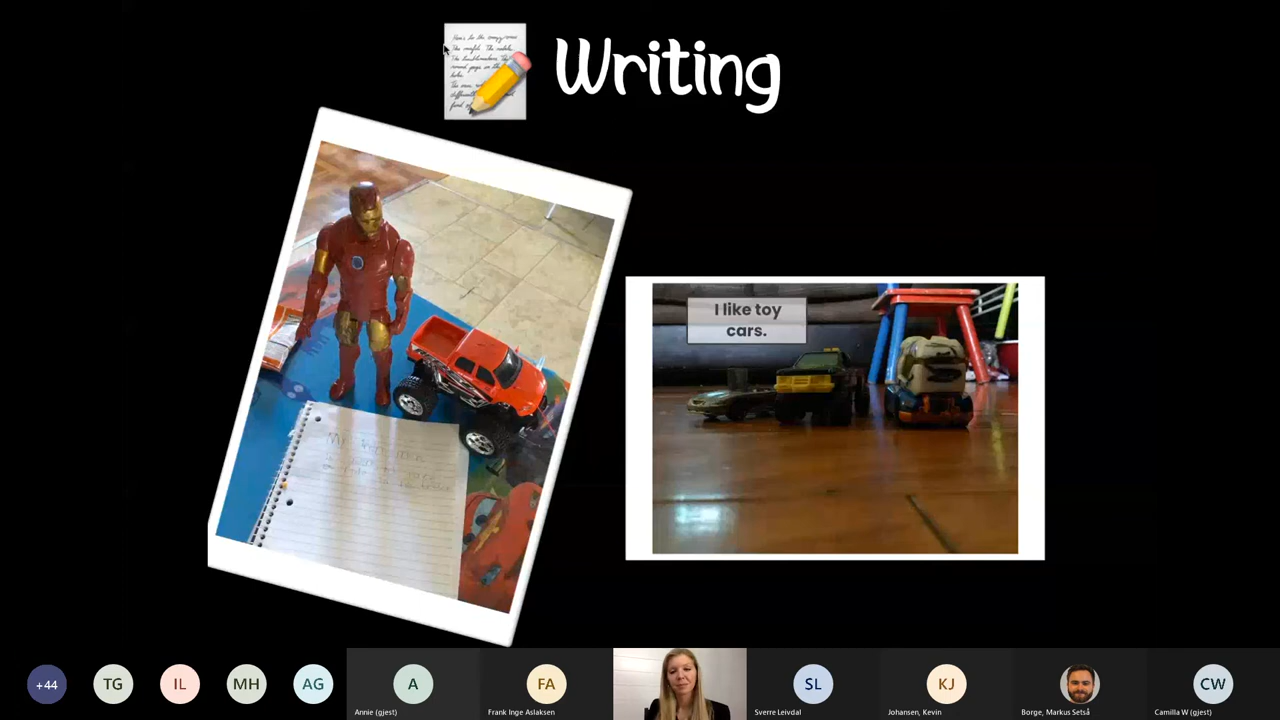 Writing
I like toy
cars.
+44
TG
IL
MH
AG
A
FA
SL
KJ
CW
Annie (gjest)
Frank Inge Aslaksen
Sverre Leivdal
Johansen, Kevin
Borge, Markus Setså
Camilla W (gjest)